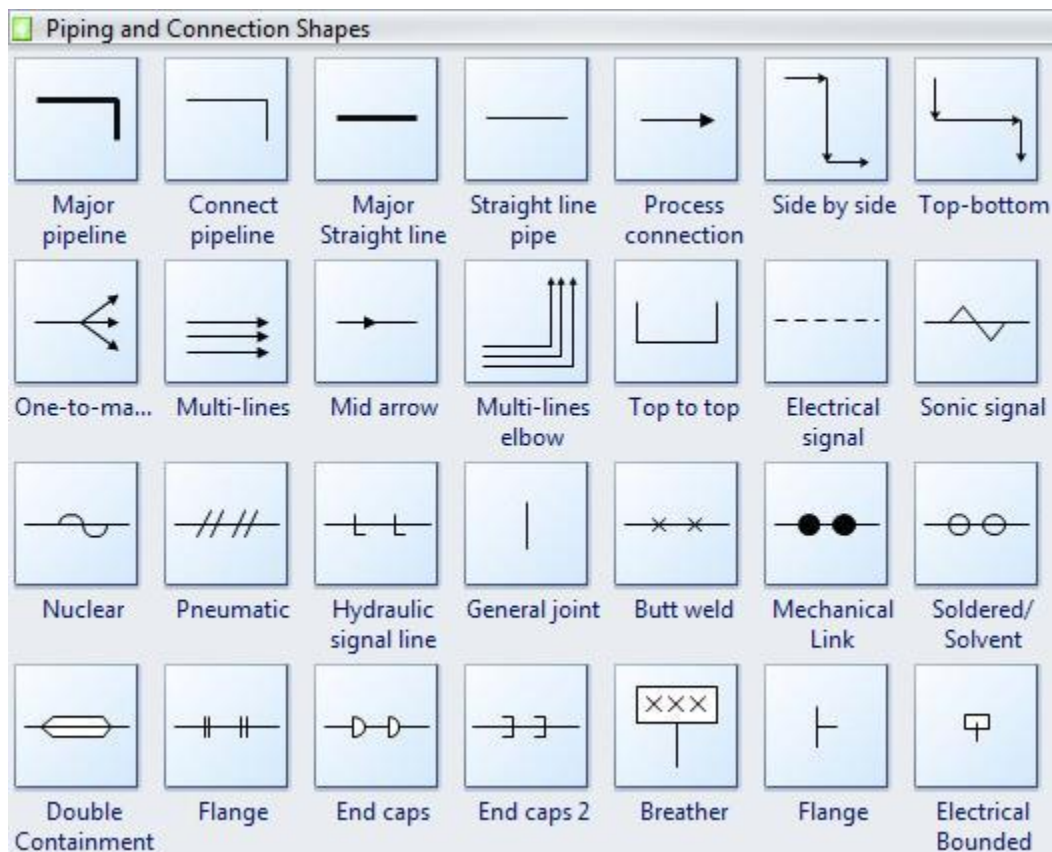 Piping and Connection Shapes
Major
pipeline
Connect
pipeline
Major
Straight line
Straight line
pipe
Process
connection
Side by side
Top-bottom
One-to-ma...
Multi-lines
Mid arrow
Multi-lines
elbow
Top to top
Electrical
signal
Sonic signal
Nuclear
Pneumatic
Hydraulic
signal line
General joint
Butt weld
Mechanical
Link
Soldered/
Solvent
Double
Containment
Flange
End caps
End caps 2
Breather
Flange
Electrical
Bounded